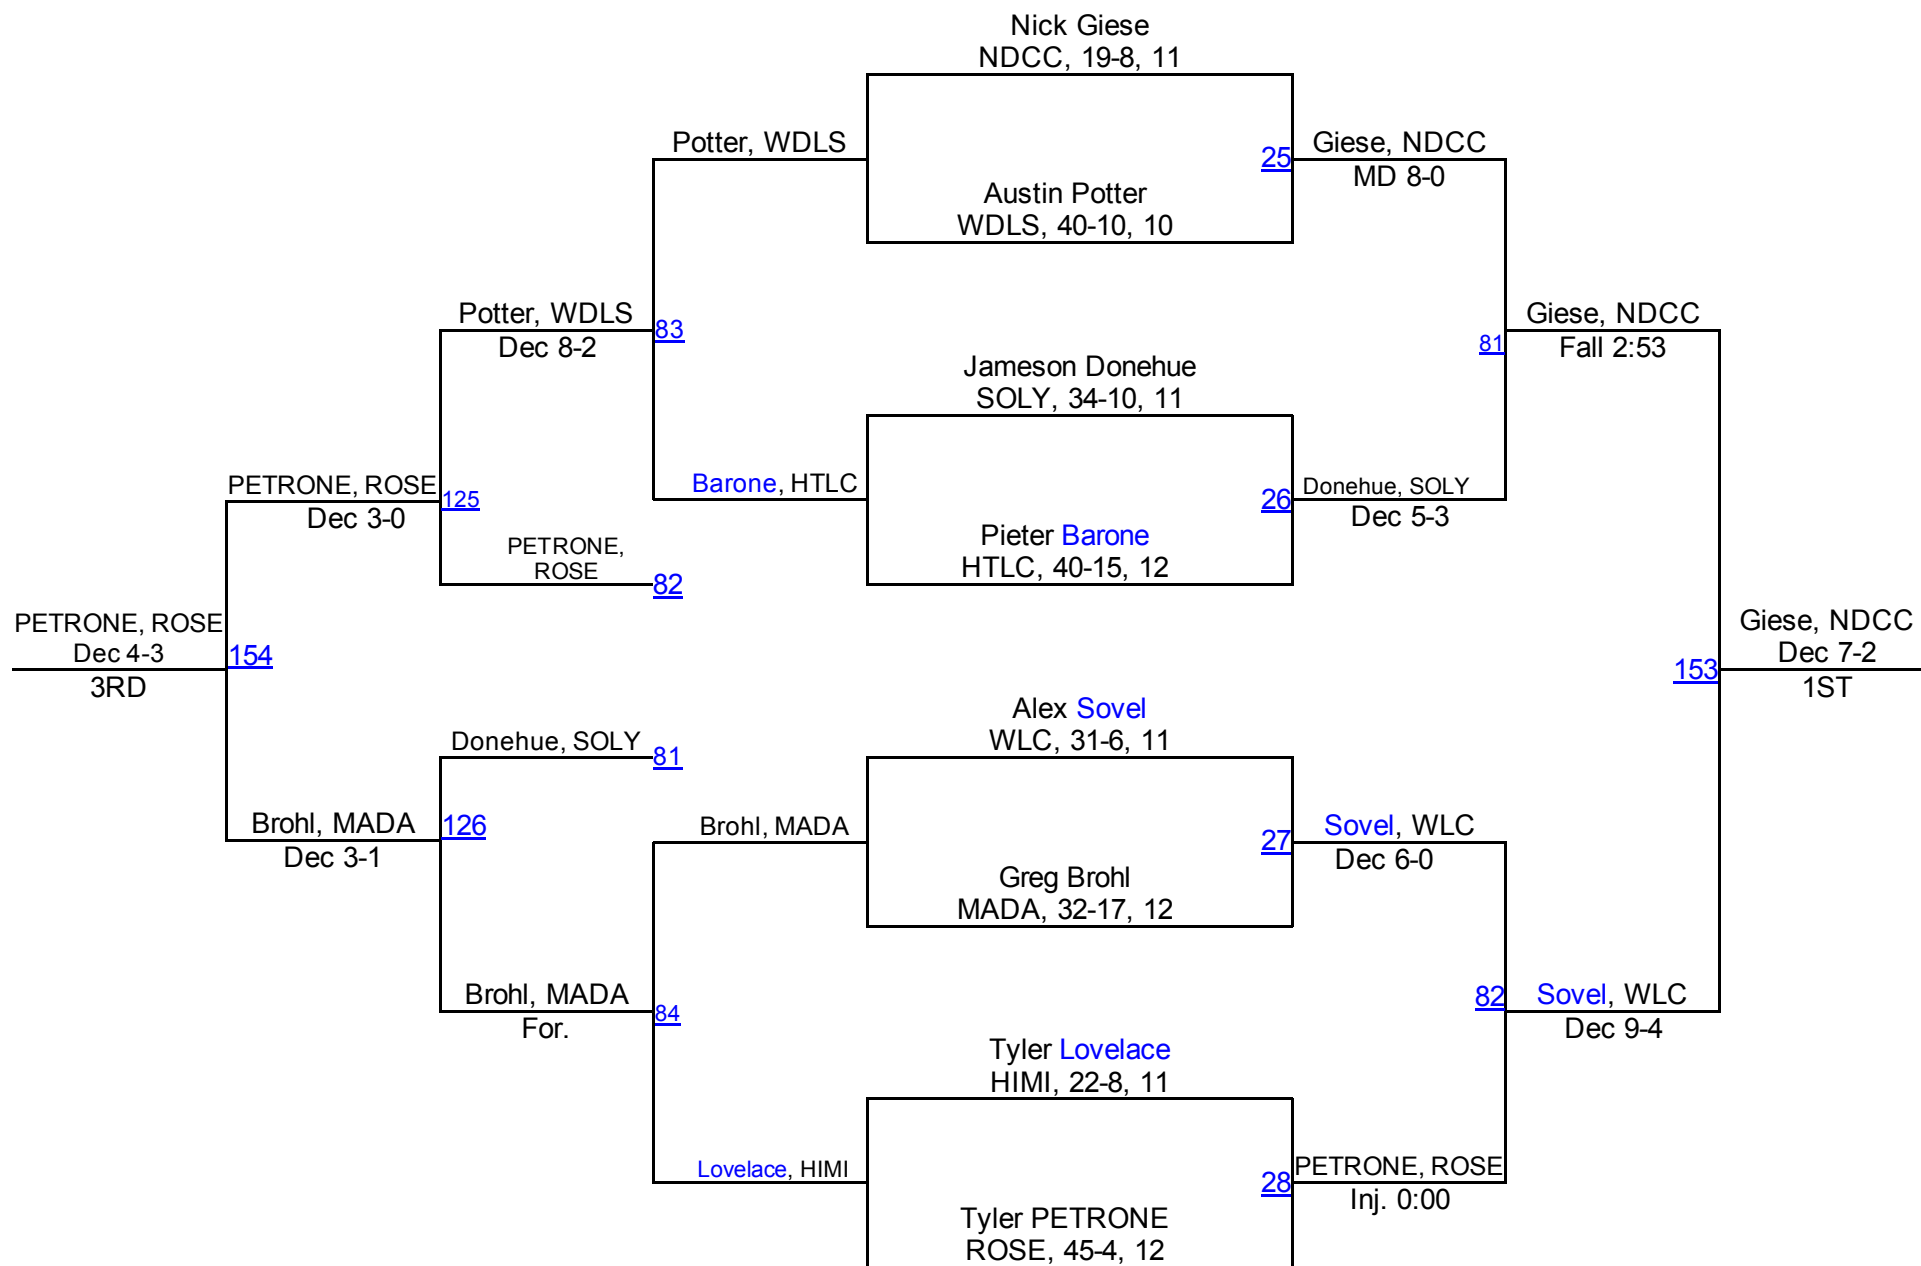 Nick Giese
NDCC, 19-8, 11
Potter, WDLS
25
Giese, NDCC
MD 8-0
Austin Potter
WDLS, 40-10, 10
Potter, WDLS
Dec 8-2
83
Giese, NDCC
Fall 2:53
81
Jameson Donehue
SOLY, 34-10, 11
PETRONE, ROSE
Dec 3-0
125
Barone, HTLC
26
Donehue, SOLY
Dec 5-3
Pieter Barone
HTLC, 40-15, 12
PETRONE,
ROSE
82
PETRONE, ROSE
Dec 4-3
3RD
154
153
Giese, NDCC
Dec 7-2
1ST
Alex Sovel
WLC, 31-6, 11
Donehue, SOLY
81
Brohl, MADA
Dec 3-1
126
Brohl, MADA
27
Sovel, WLC
Dec 6-0
Greg Brohl
MADA, 32-17, 12
Brohl, MADA
For.
84
82
Sovel, WLC
Dec 9-4
Tyler Lovelace
HIMI, 22-8, 11
Lovelace, HIMI
28
PETRONE, ROSE
Inj. 0:00
Tyler PETRONE
ROSE, 45-4, 12